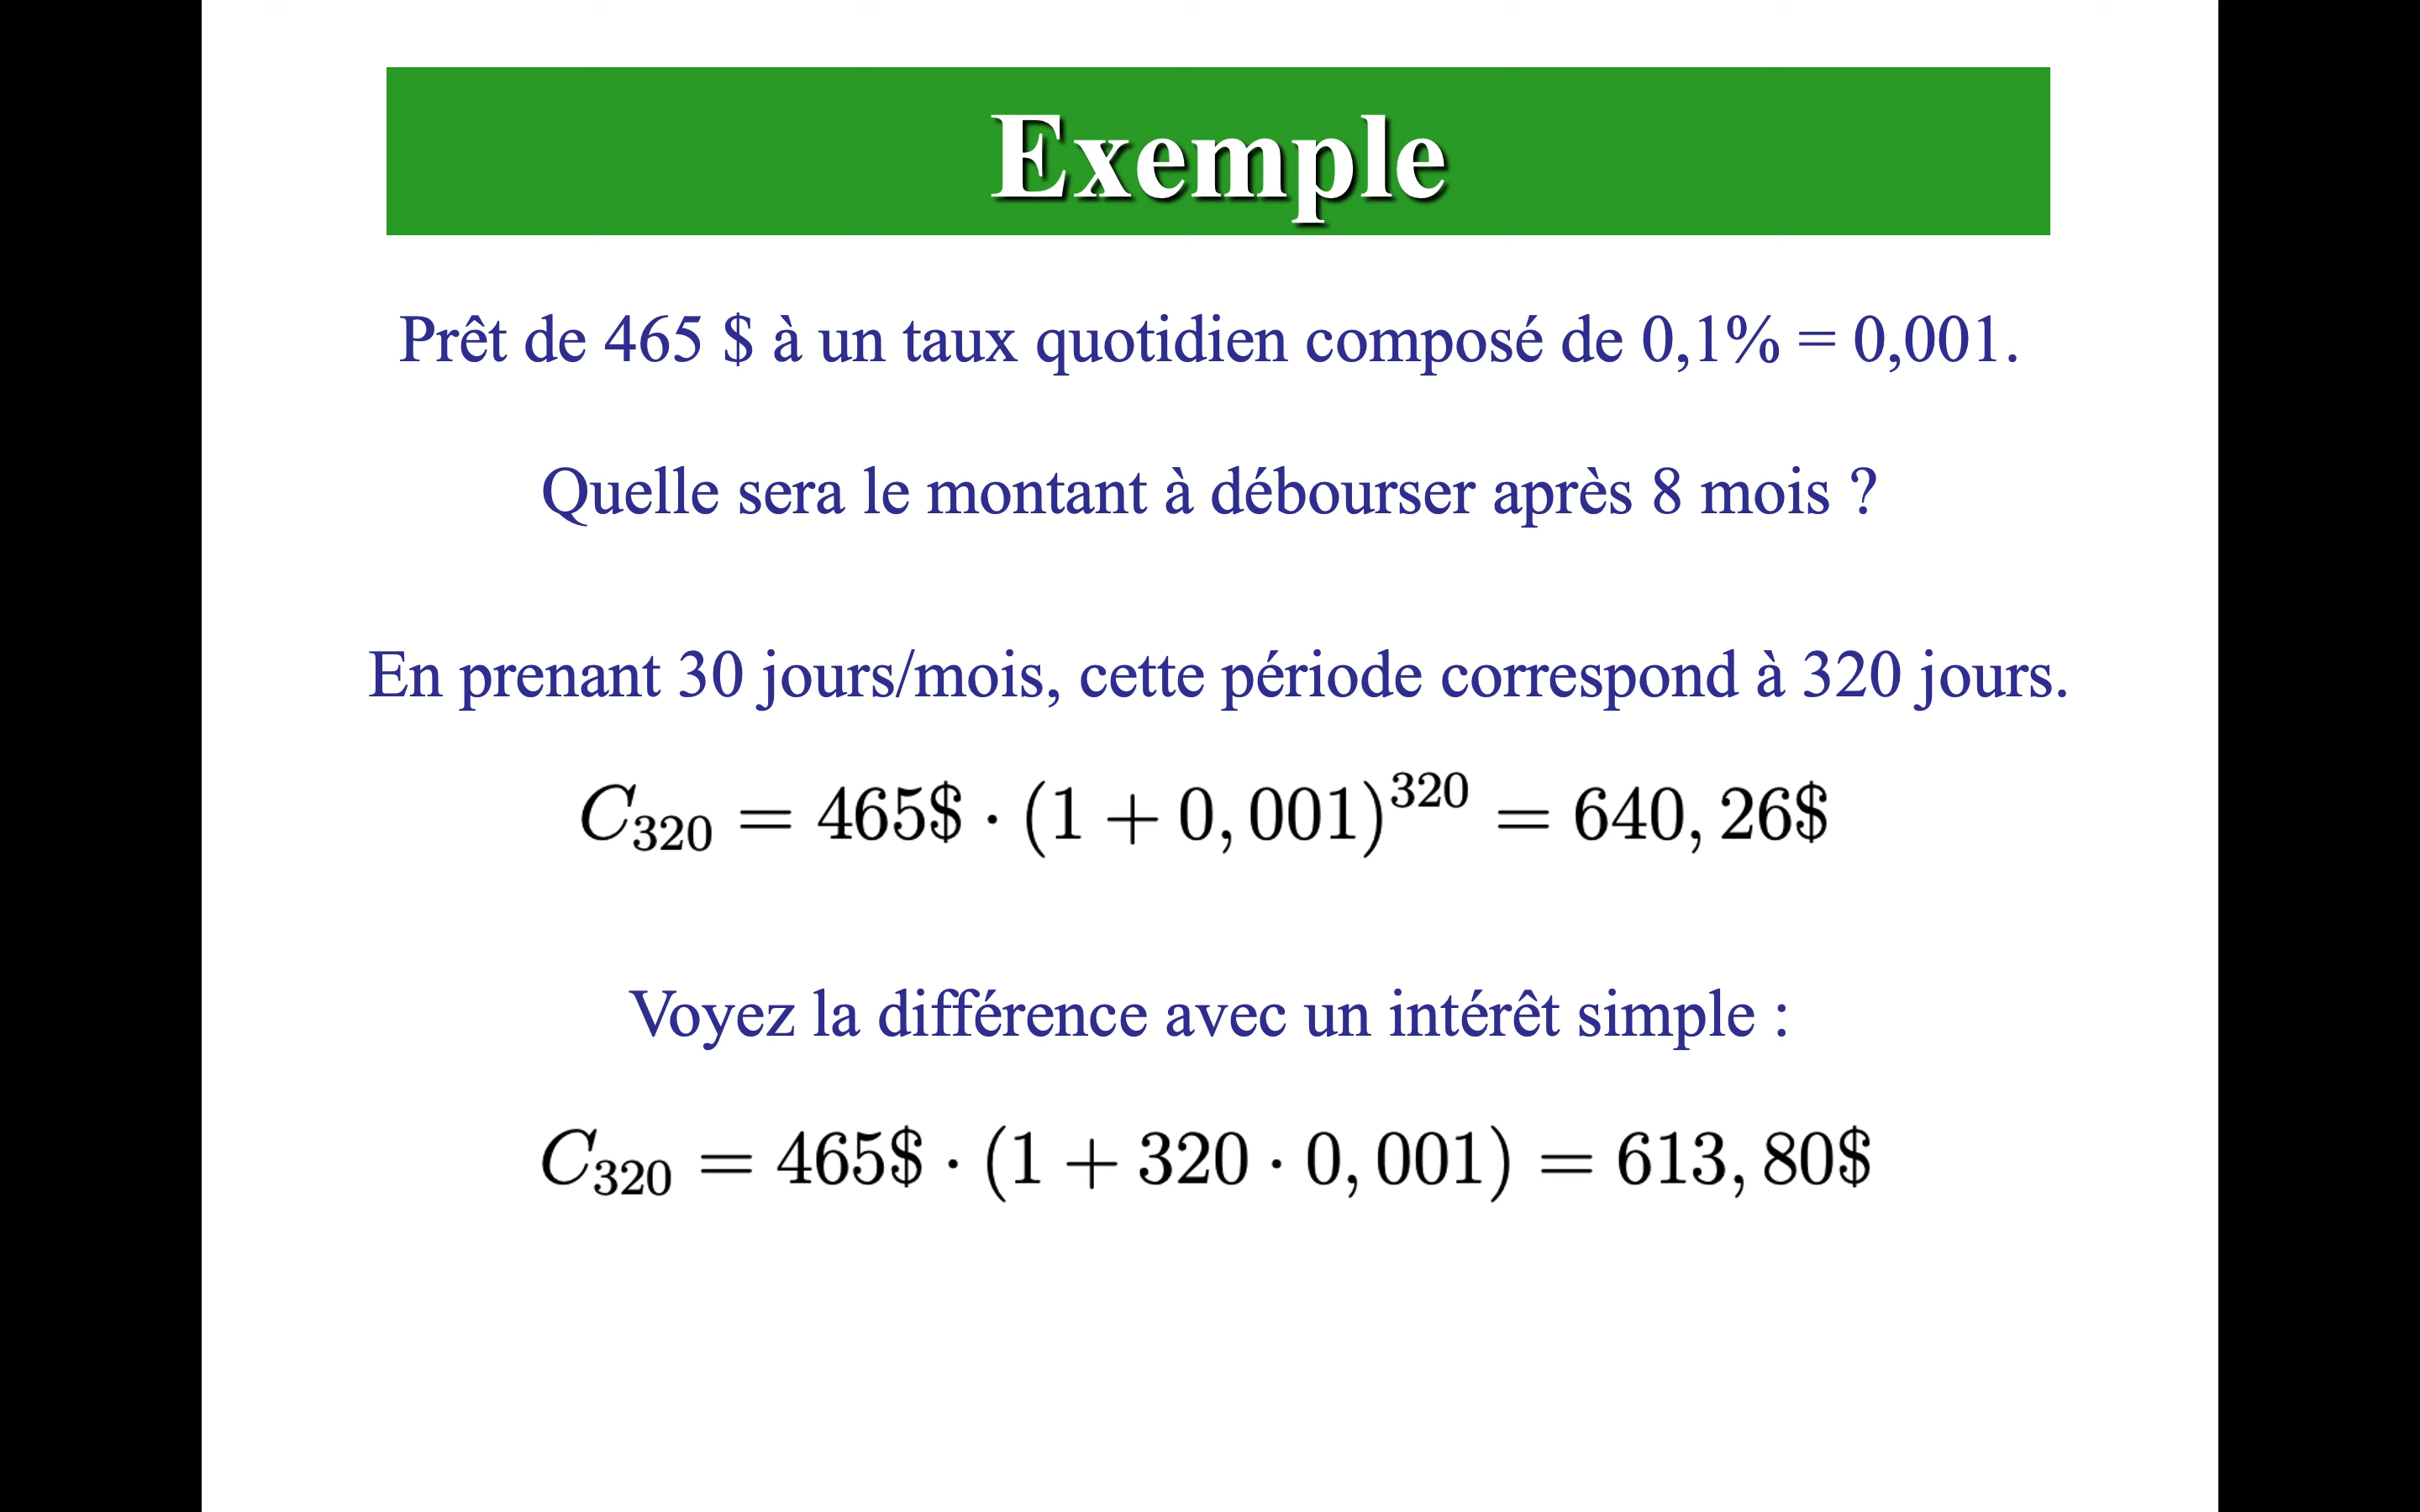 Exemple
Prêt de 465 $ à un taux quotidien composé de 0,1% = 0,001.
Quelle sera le montant à débourser après 8 mois ?
En prenant 30 jours/mois, cette période correspond à 320 jours.
C₃₂₀ = 465$ · (1 + 0, 001)³²⁰ = 640, 26$
Voyez la différence avec un intérêt simple :
C₃₂₀ = 465$ · (1 + 320 · 0, 001) = 613, 80$